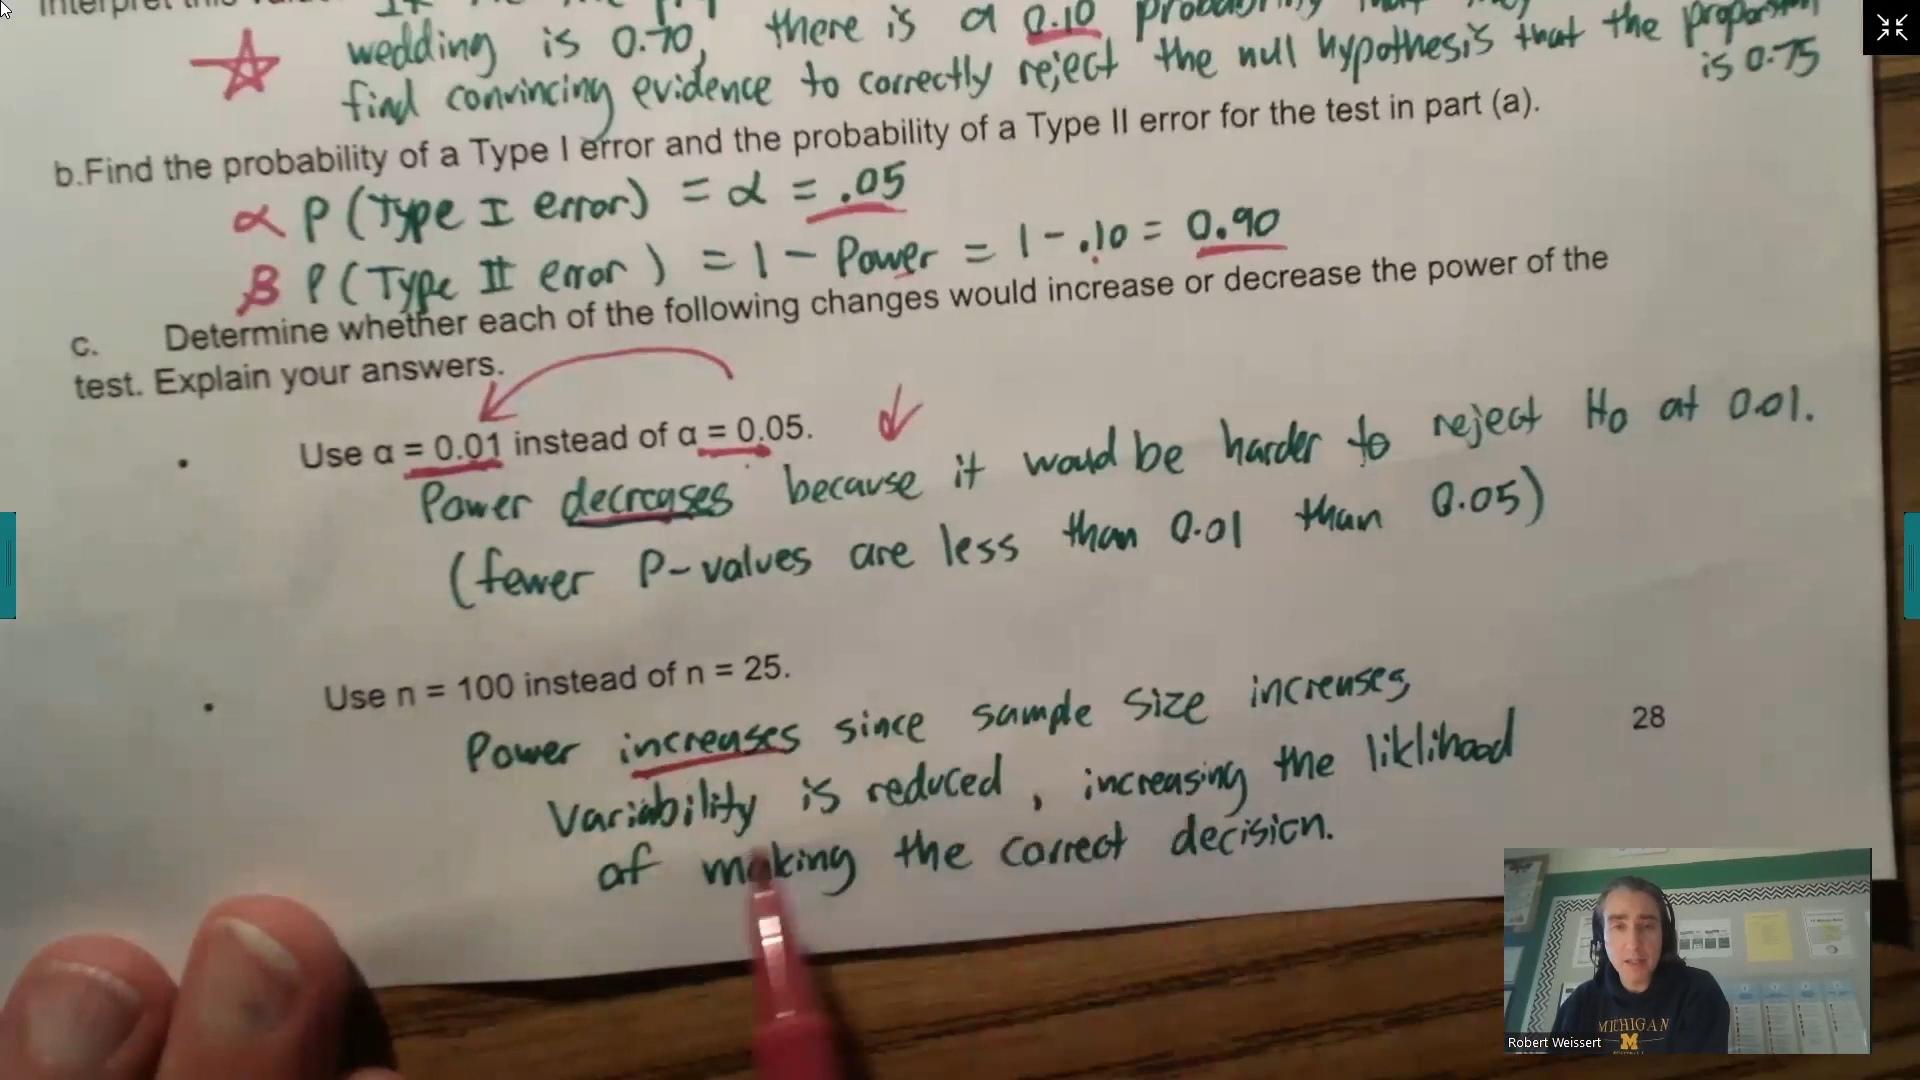 Interpret this
wedding is 0.70, there is a 0.10 probability that
find convincing evidence to correctly reject the null hypothesis that the proportion
is 0.75
b.Find the probability of a Type I error and the probability of a Type II error for the test in part (a).
α P(Type I error) = α = .05
β P(Type II error) = 1 - Power = 1 - .10 = 0.90
c. Determine whether each of the following changes would increase or decrease the power of the
test. Explain your answers.
• Use α = 0.01 instead of α = 0.05. ↓
Power decreases because it would be harder to reject Ho at 0.01.
(fewer P-values are less than 0.01 than 0.05)
• Use n = 100 instead of n = 25.
Power increases since sample size increases
28
Variability is reduced, increasing the liklihood
of making the correct decision.
MICHIGAN
M
Robert Weissert